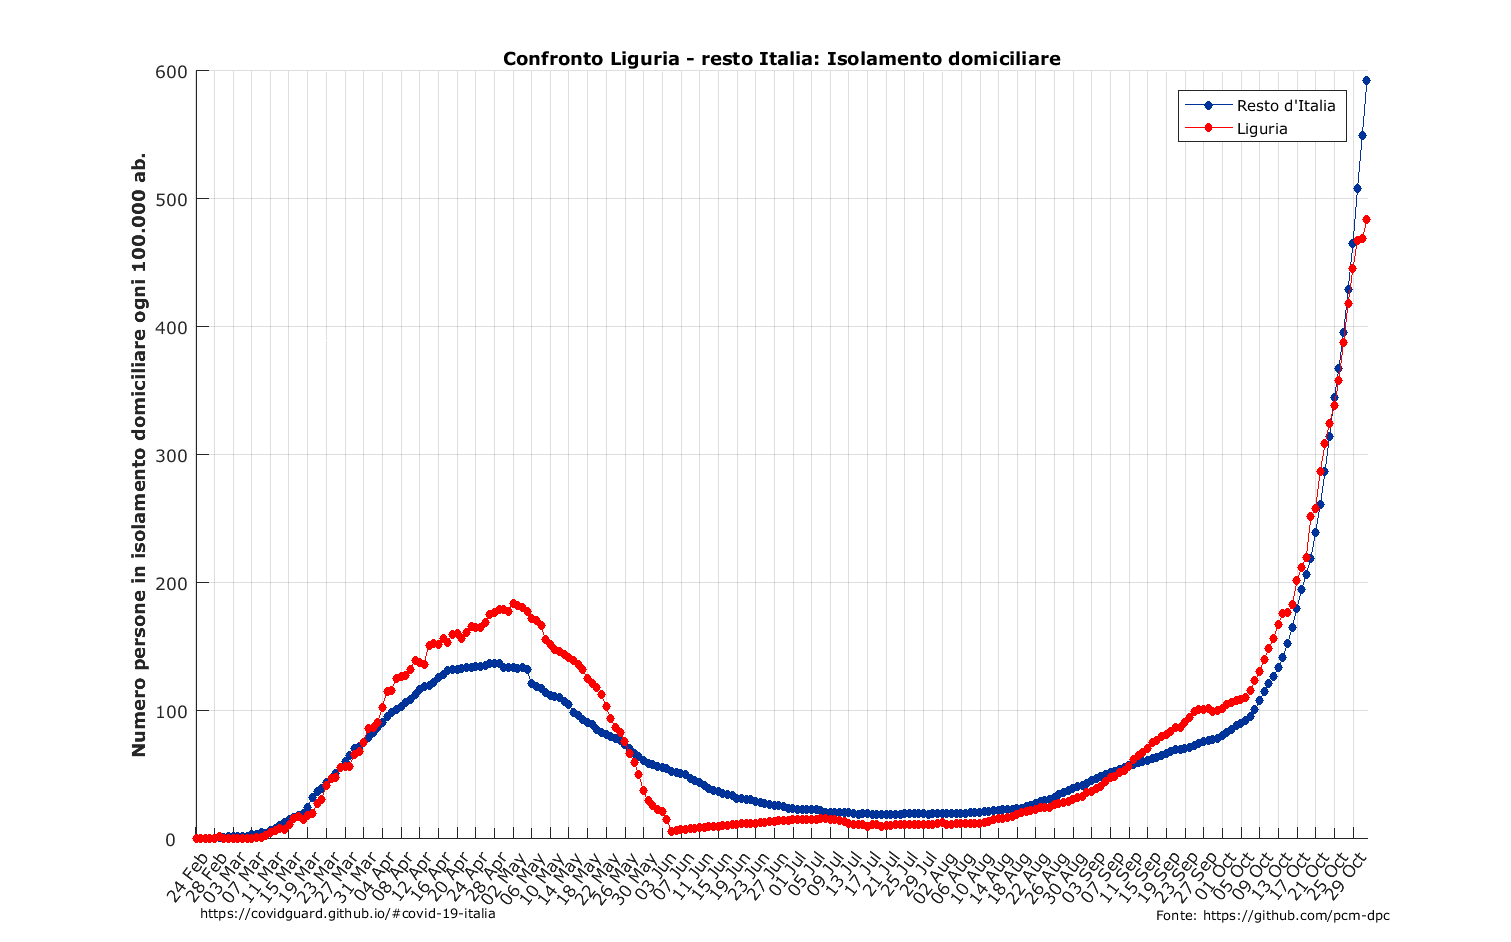 Confronto Liguria - resto Italia: Isolamento domiciliare
Numero persone in isolamento domiciliare ogni 100.000 ab.
600
500
400
300
200
100
0
Resto d'Italia
Liguria
24 Feb
28 Feb
03 Mar
07 Mar
11 Mar
15 Mar
19 Mar
23 Mar
27 Mar
31 Mar
04 Apr
08 Apr
12 Apr
16 Apr
20 Apr
24 Apr
28 Apr
02 May
06 May
10 May
14 May
18 May
22 May
26 May
30 May
03 Jun
07 Jun
11 Jun
15 Jun
19 Jun
23 Jun
27 Jun
01 Jul
05 Jul
09 Jul
13 Jul
17 Jul
21 Jul
25 Jul
29 Jul
02 Aug
06 Aug
10 Aug
14 Aug
18 Aug
22 Aug
26 Aug
30 Aug
03 Sep
07 Sep
11 Sep
15 Sep
19 Sep
23 Sep
27 Sep
01 Oct
05 Oct
09 Oct
13 Oct
17 Oct
21 Oct
25 Oct
29 Oct
https://covidguard.github.io/#covid-19-italia
Fonte: https://github.com/pcm-dpc